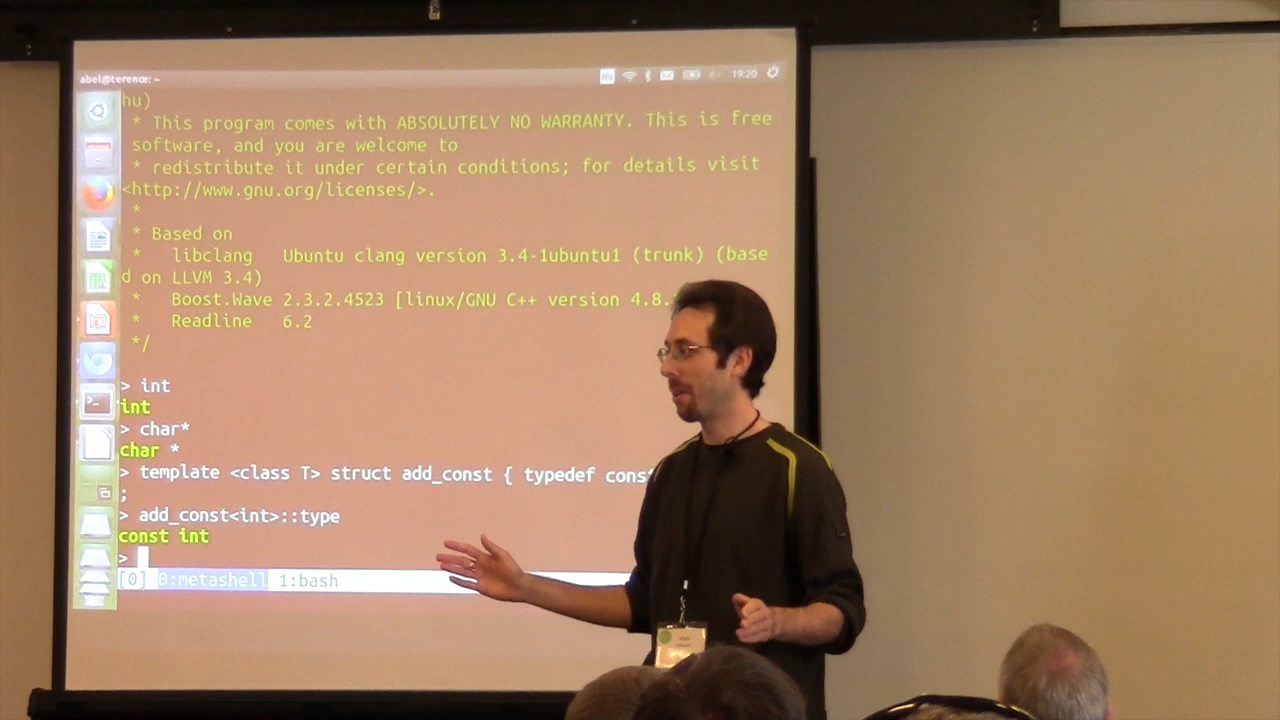 abel@terence: ~
Hu
19:20
hu)
* This program comes with ABSOLUTELY NO WARRANTY. This is free
software, and you are welcome to
* redistribute it under certain conditions; for details visit
<http://www.gnu.org/licenses/>.
*
* Based on
* libclang Ubuntu clang version 3.4-1ubuntu1 (trunk) (base
d on LLVM 3.4)
* Boost.Wave 2.3.2.4523 [linux/GNU C++ version 4.8.
* Readline 6.2
*/
> int
int
> char*
char *
> template <class T> struct add_const { typedef const
;
> add_const<int>::type
const int
>
[0] 0:metashell 1:bash